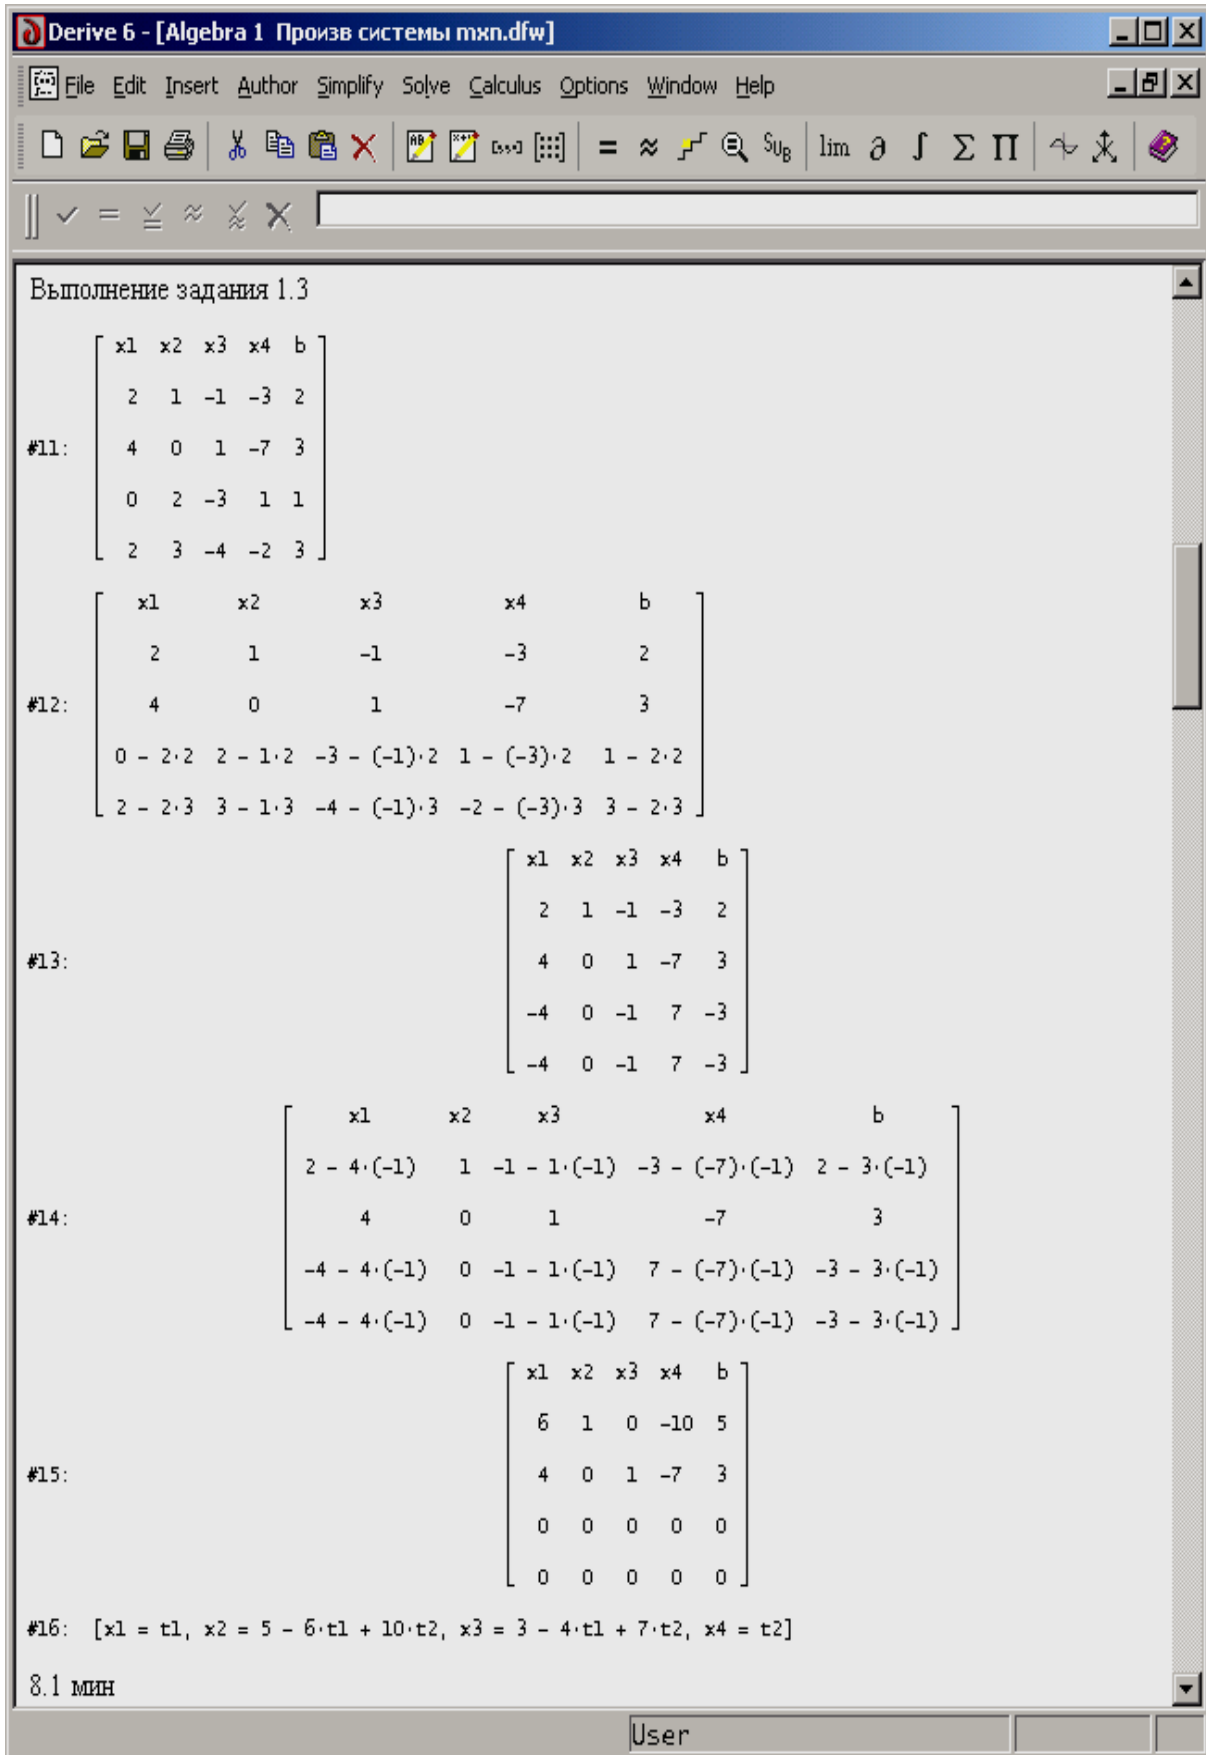 Derive 6 - [Algebra 1 Произв системы mxn.dfw]
File Edit Insert Author Simplify Solve Calculus Options Window Help
lim ∂ ∫ Σ Π
Выполнение задания 1.3
x1 x2 x3 x4 b
2 1 -1 -3 2
#11: 4 0 1 -7 3
0 2 -3 1 1
2 3 -4 -2 3
x1 x2 x3 x4 b
2 1 -1 -3 2
#12: 4 0 1 -7 3
0 - 2·2 2 - 1·2 -3 - (-1)·2 1 - (-3)·2 1 - 2·2
2 - 2·3 3 - 1·3 -4 - (-1)·3 -2 - (-3)·3 3 - 2·3
x1 x2 x3 x4 b
2 1 -1 -3 2
#13: 4 0 1 -7 3
-4 0 -1 7 -3
-4 0 -1 7 -3
x1 x2 x3 x4 b
2 - 4·(-1) 1 -1 - 1·(-1) -3 - (-7)·(-1) 2 - 3·(-1)
#14: 4 0 1 -7 3
-4 - 4·(-1) 0 -1 - 1·(-1) 7 - (-7)·(-1) -3 - 3·(-1)
-4 - 4·(-1) 0 -1 - 1·(-1) 7 - (-7)·(-1) -3 - 3·(-1)
x1 x2 x3 x4 b
6 1 0 -10 5
#15: 4 0 1 -7 3
0 0 0 0 0
0 0 0 0 0
#16: [x1 = t1, x2 = 5 - 6·t1 + 10·t2, x3 = 3 - 4·t1 + 7·t2, x4 = t2]
8.1 мин
User